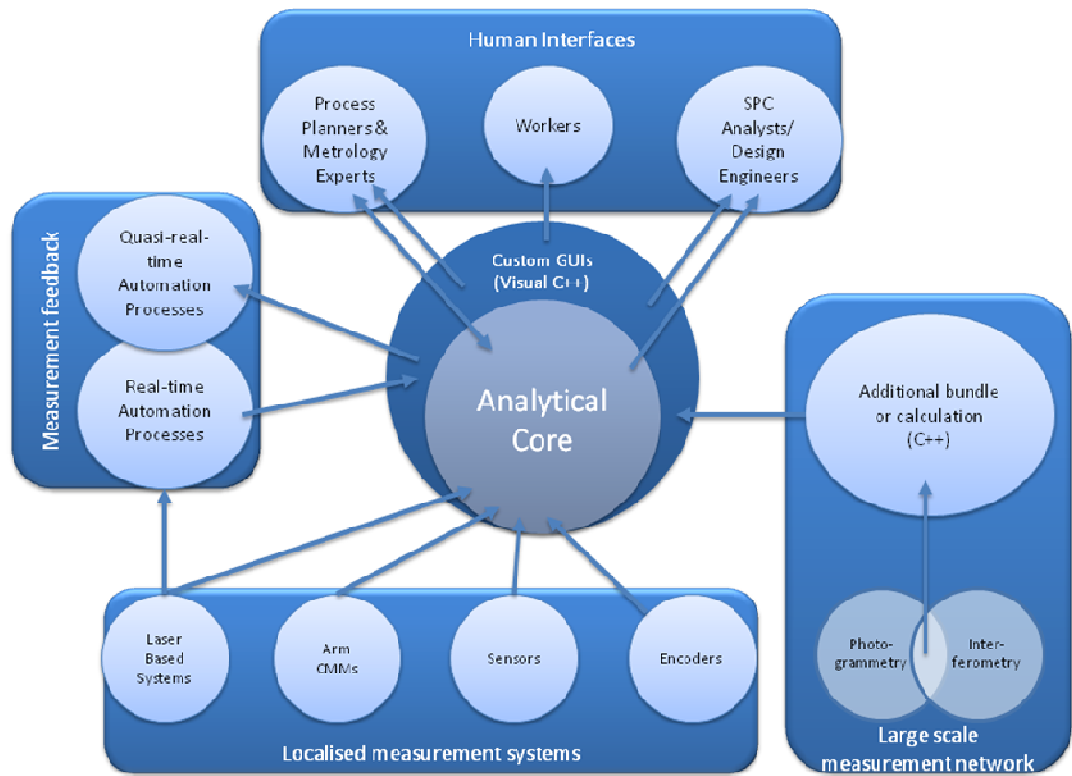 Human Interfaces
Process
Planners &
Metrology
Experts
Workers
SPC
Analysts/
Design
Engineers
Measurement feedback
Quasi-real-
time
Automation
Processes
Real-time
Automation
Processes
Custom GUIs
(Visual C++)
Analytical
Core
Additional bundle
or calculation
(C++)
Photo-
grammetry
Inter-
ferometry
Large scale
measurement network
Laser
Based
Systems
Arm
CMMs
Sensors
Encoders
Localised measurement systems